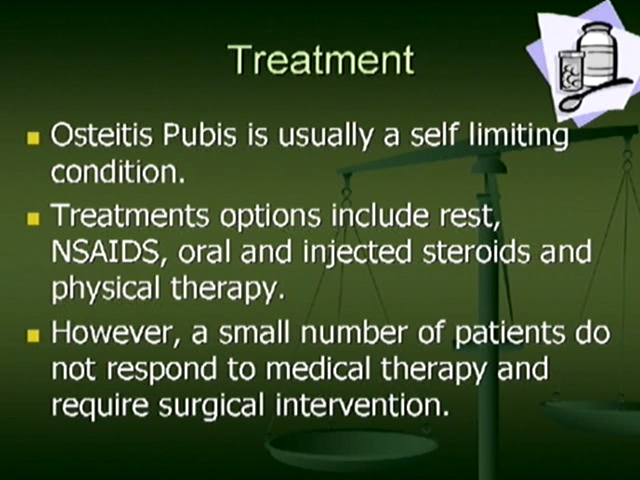 Treatment
Osteitis Pubis is usually a self limiting
condition.
Treatments options include rest,
NSAIDS, oral and injected steroids and
physical therapy.
However, a small number of patients do
not respond to medical therapy and
require surgical intervention.